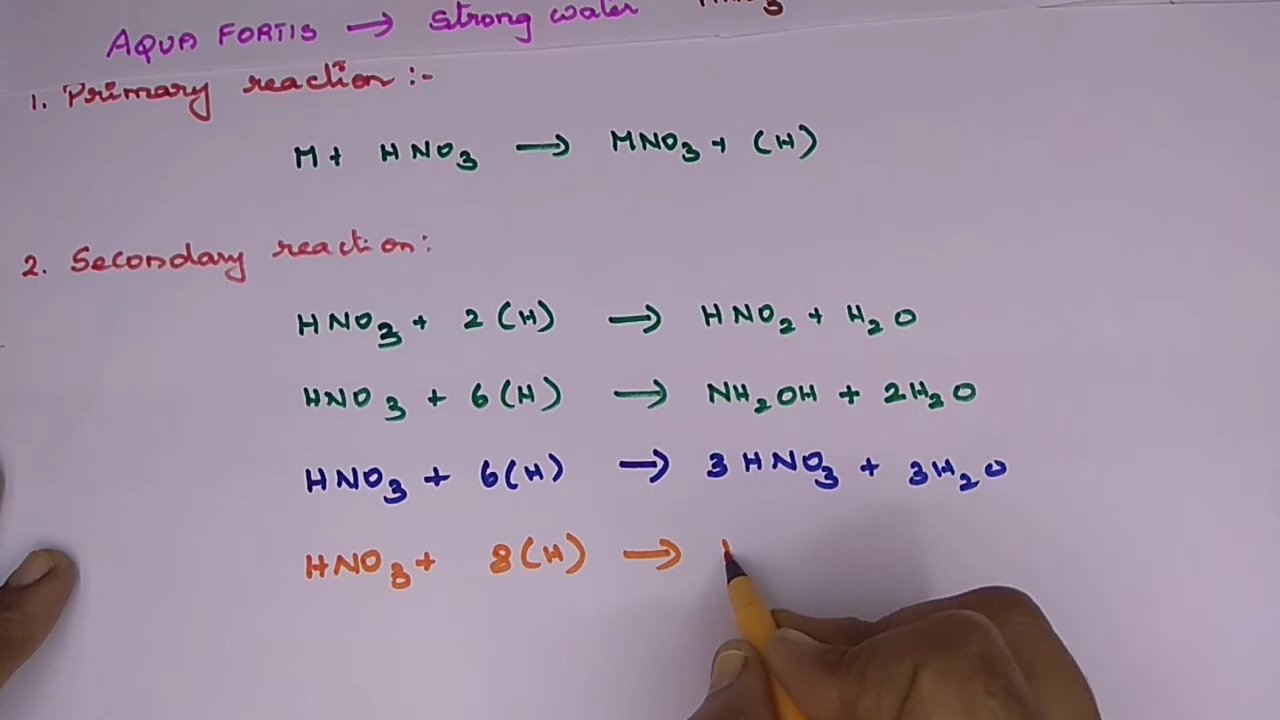 AQUA FORTIS → Strong water
1. Primary reaction :-
M + HNO₃ → MNO₃ + (H)
2. Secondary reaction :
HNO₃ + 2 (H) → HNO₂ + H₂O
HNO₃ + 6 (H) → NH₂OH + 2H₂O
HNO₃ + 6 (H) → 3 HNO₃ + 3H₂O
HNO₃ + 8 (H) →